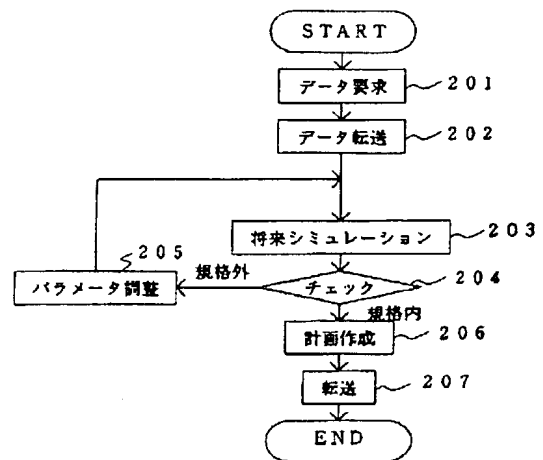 START
データ要求 201
データ転送 202
将来シミュレーション 203
205
規格外
チェック 204
パラメータ調整
規格内
計画作成 206
転送 207
END